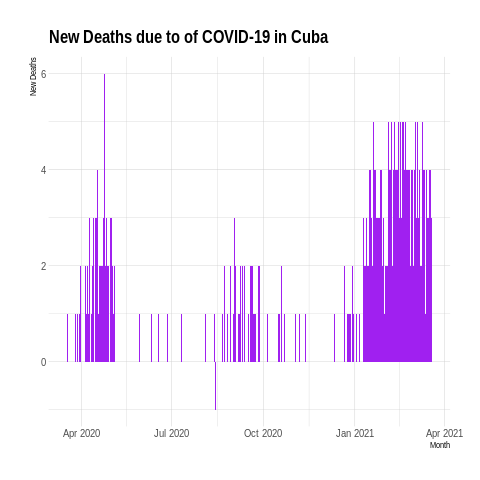 New Deaths due to of COVID-19 in Cuba
New Deaths
6
4
2
0
Apr 2020 Jul 2020 Oct 2020 Jan 2021 Apr 2021
Month